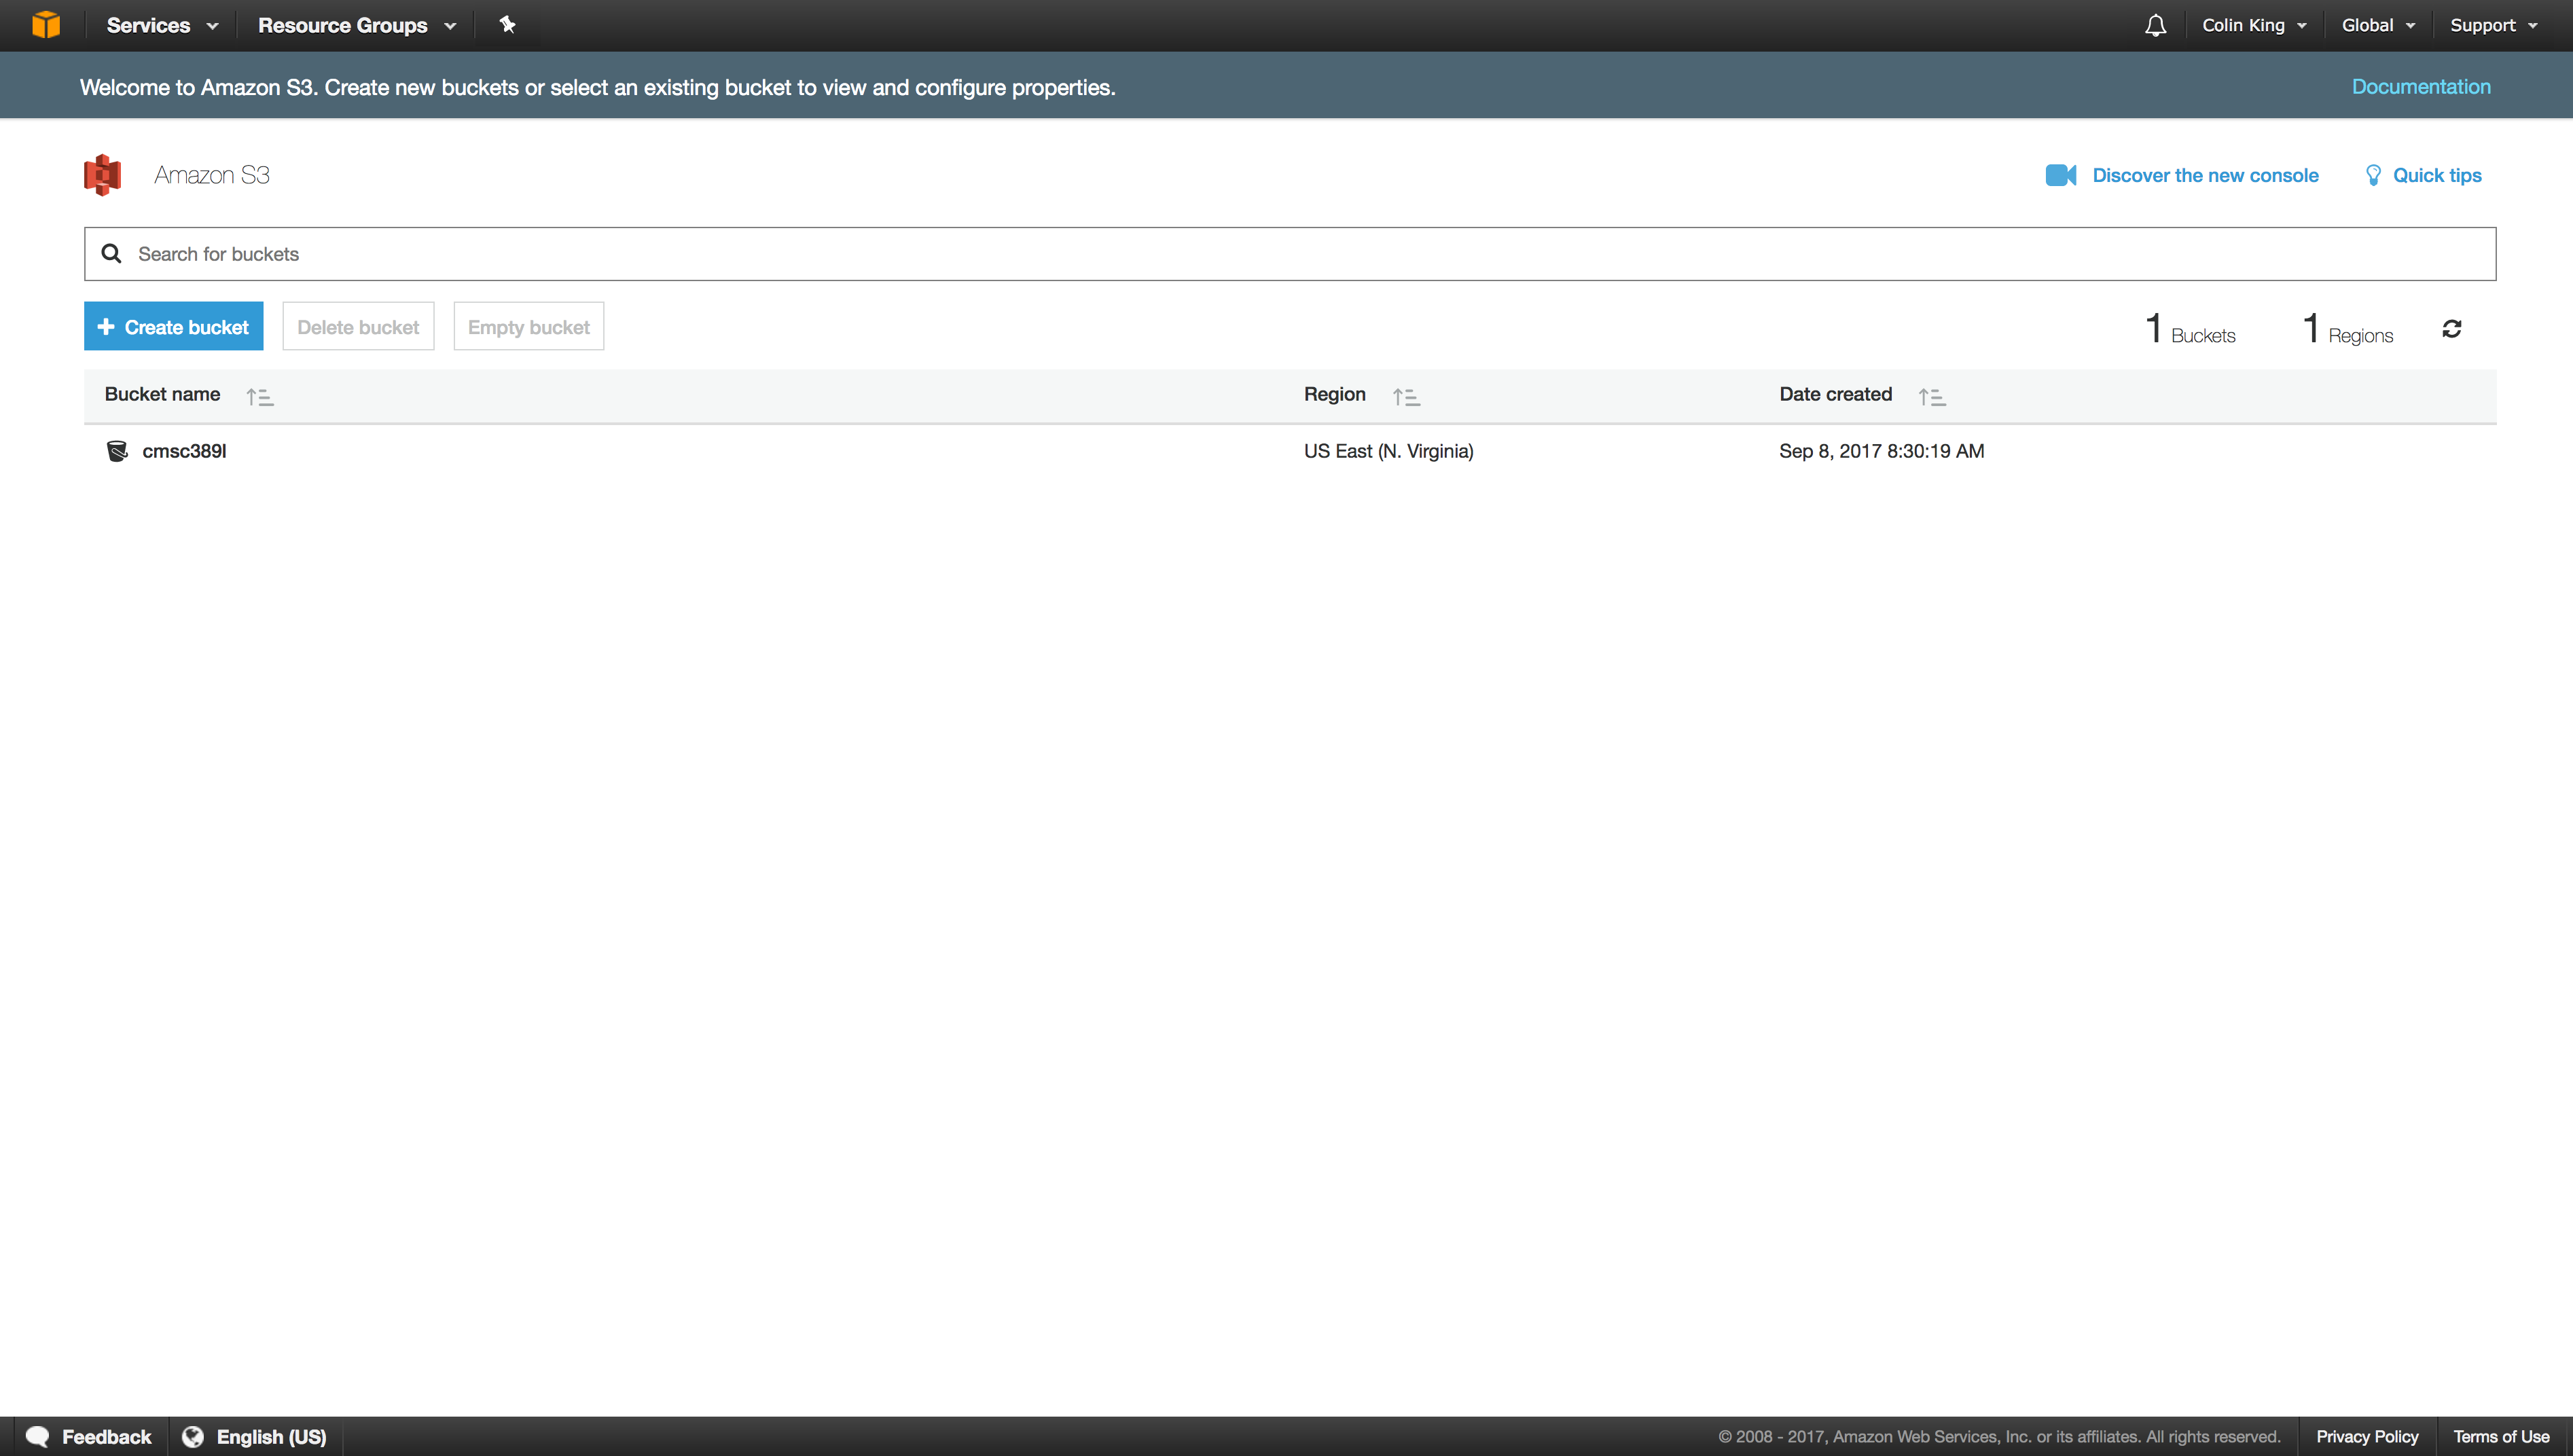 Services Resource Groups Colin King Global Support
Welcome to Amazon S3. Create new buckets or select an existing bucket to view and configure properties. Documentation
Amazon S3 Discover the new console Quick tips
Search for buckets
Create bucket Delete bucket Empty bucket 1 Buckets 1 Regions
Bucket name Region Date created
cmsc389l US East (N. Virginia) Sep 8, 2017 8:30:19 AM
Feedback English (US) © 2008 - 2017, Amazon Web Services, Inc. or its affiliates. All rights reserved. Privacy Policy Terms of Use